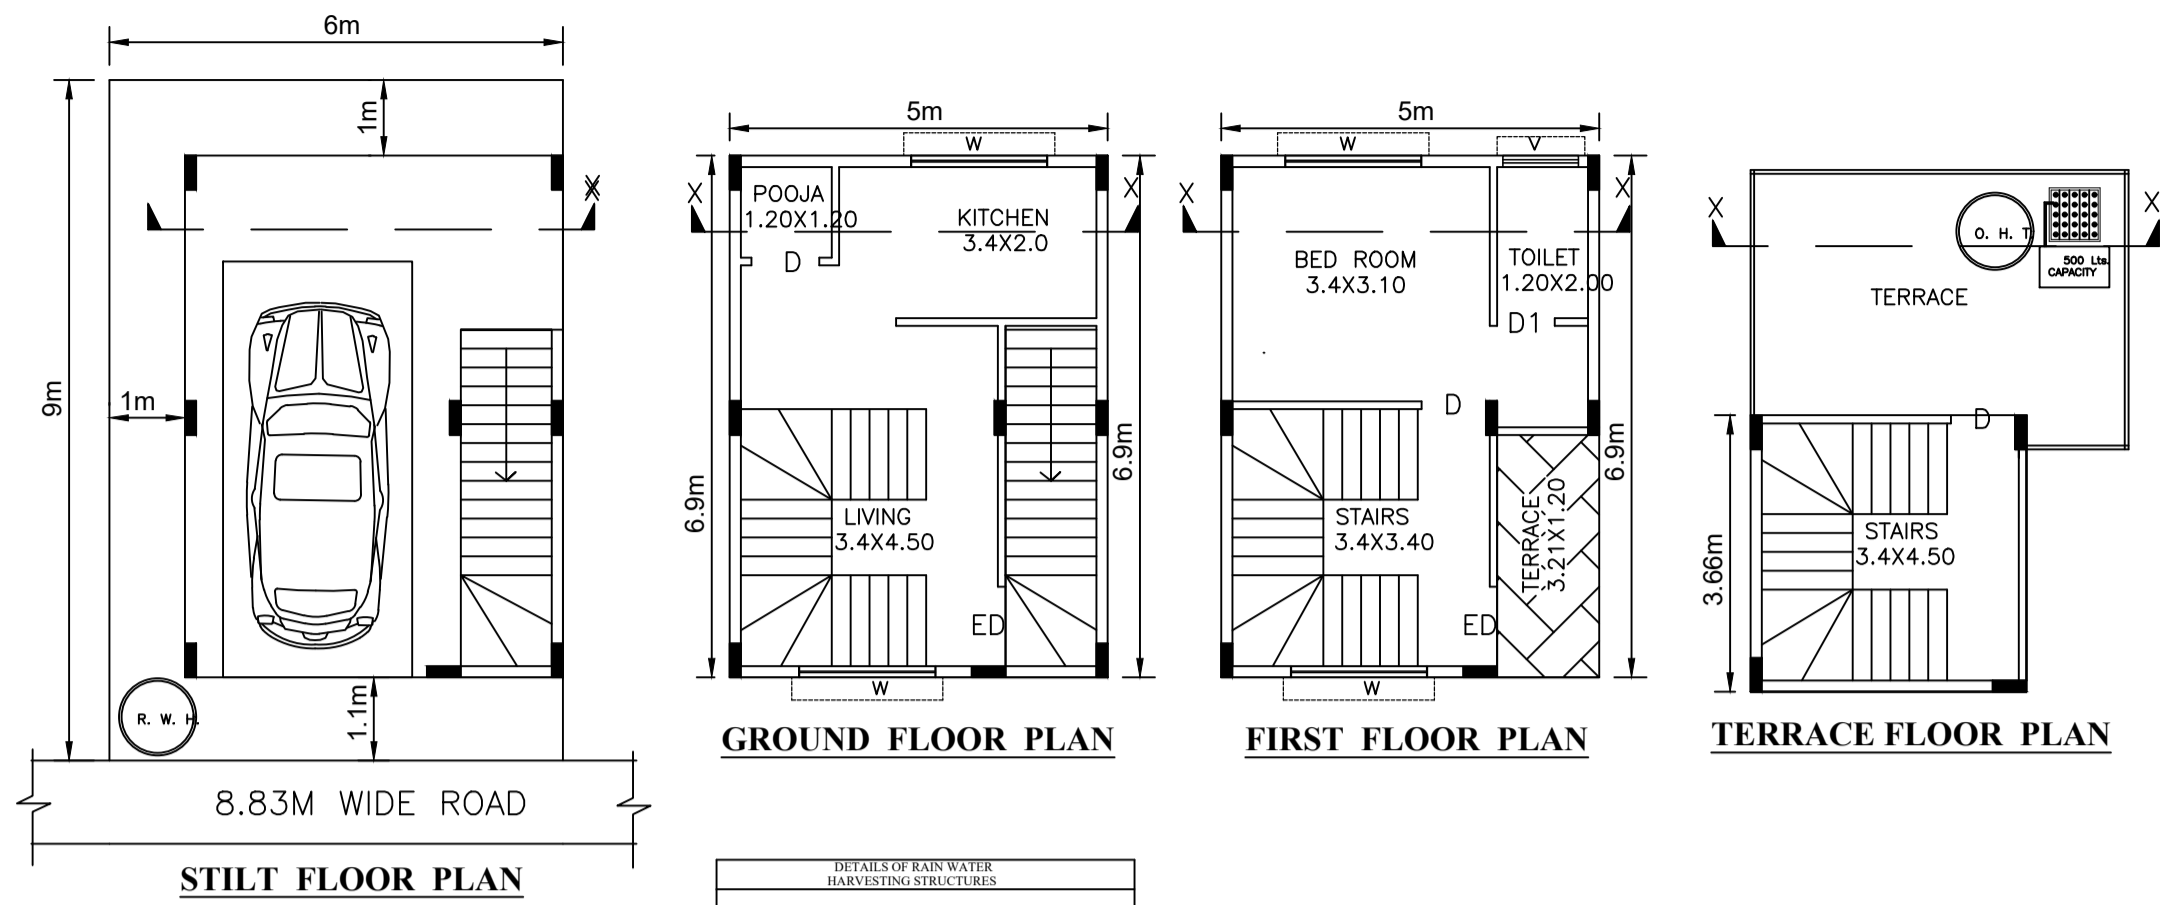 6m
1m
9m
1m
X
X
1.1m
R. W. H.
8.83M WIDE ROAD
STILT FLOOR PLAN
5m
W
X
X
POOJA
1.20X1.20
KITCHEN
3.4X2.0
D
6.9m
6.9m
LIVING
3.4X4.50
ED
W
GROUND FLOOR PLAN
5m
W
V
X
X
BED ROOM
3.4X3.10
TOILET
1.20X2.00
D1
D
6.9m
STAIRS
3.4X3.40
TERRACE
3.21X1.20
ED
W
FIRST FLOOR PLAN
X
X
O. H. T.
500 Lts.
CAPACITY
TERRACE
D
3.66m
STAIRS
3.4X4.50
TERRACE FLOOR PLAN
DETAILS OF RAIN WATER
HARVESTING STRUCTURES